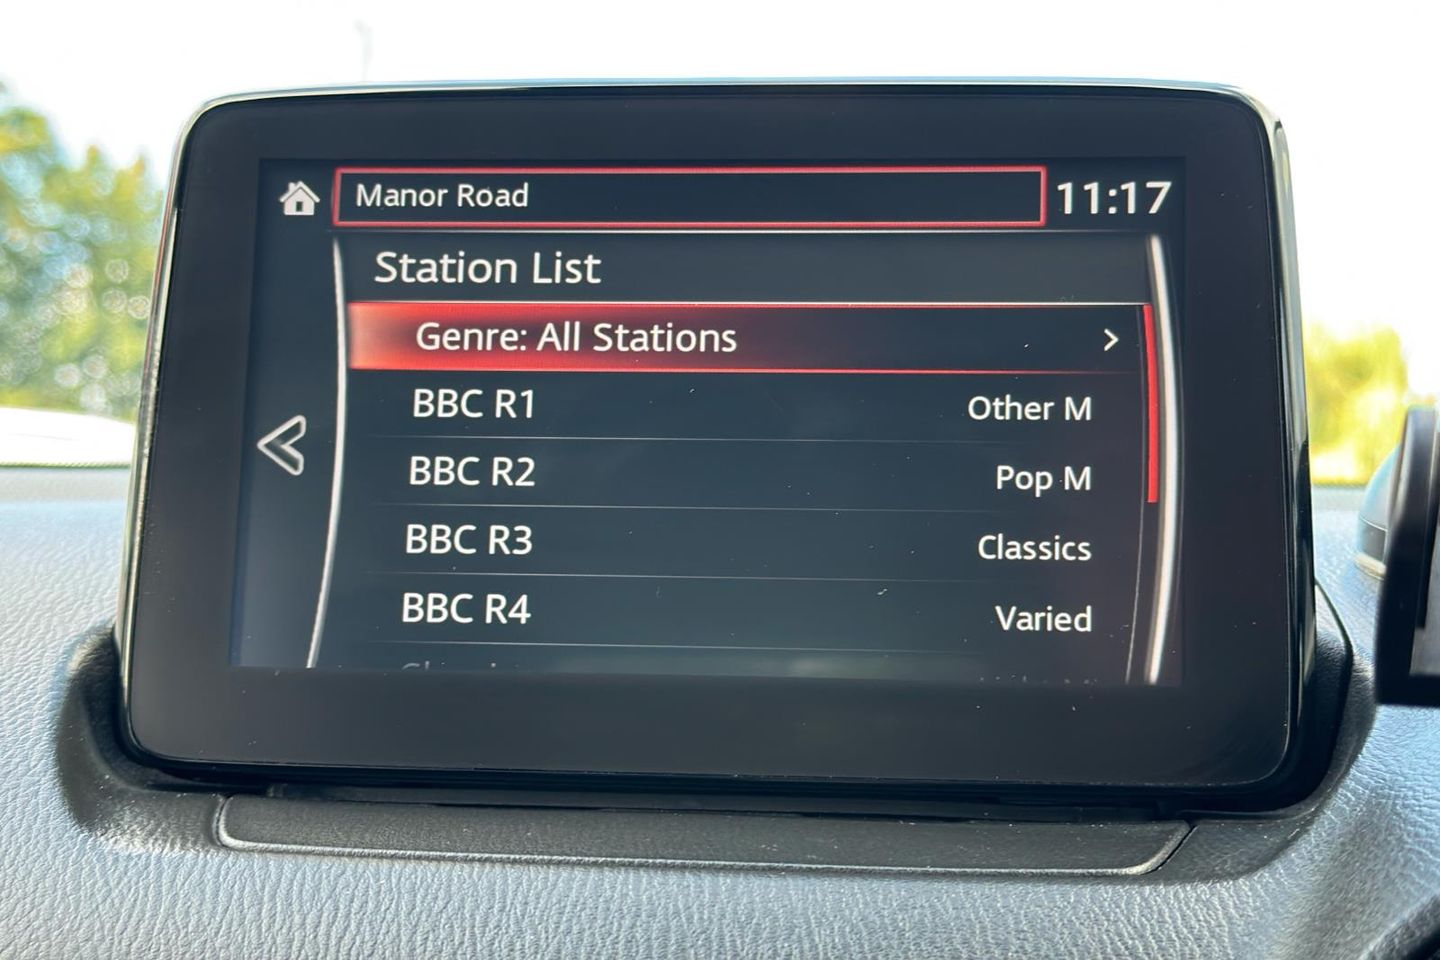 Manor Road 11:17
Station List
Genre: All Stations
BBC R1 Other M
BBC R2 Pop M
BBC R3 Classics
BBC R4 Varied